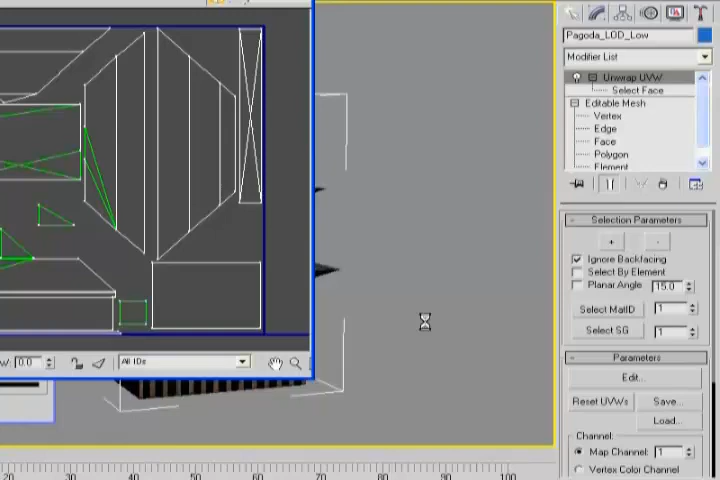 Pagoda_LOD_Low
Modifier List
Unwrap UVW
Select Face
Editable Mesh
Vertex
Edge
Face
Polygon
Element
- Selection Parameters
+ -
Ignore Backfacing
Select By Element
Planar Angle 15.0
Select MatID 1
Select SG 1
- Parameters
Edit...
Reset UVWs Save...
Load...
Channel:
Map Channel: 1
Vertex Color Channel
W: 0.0 All IDs
20 30 40 50 60 70 80 90 100